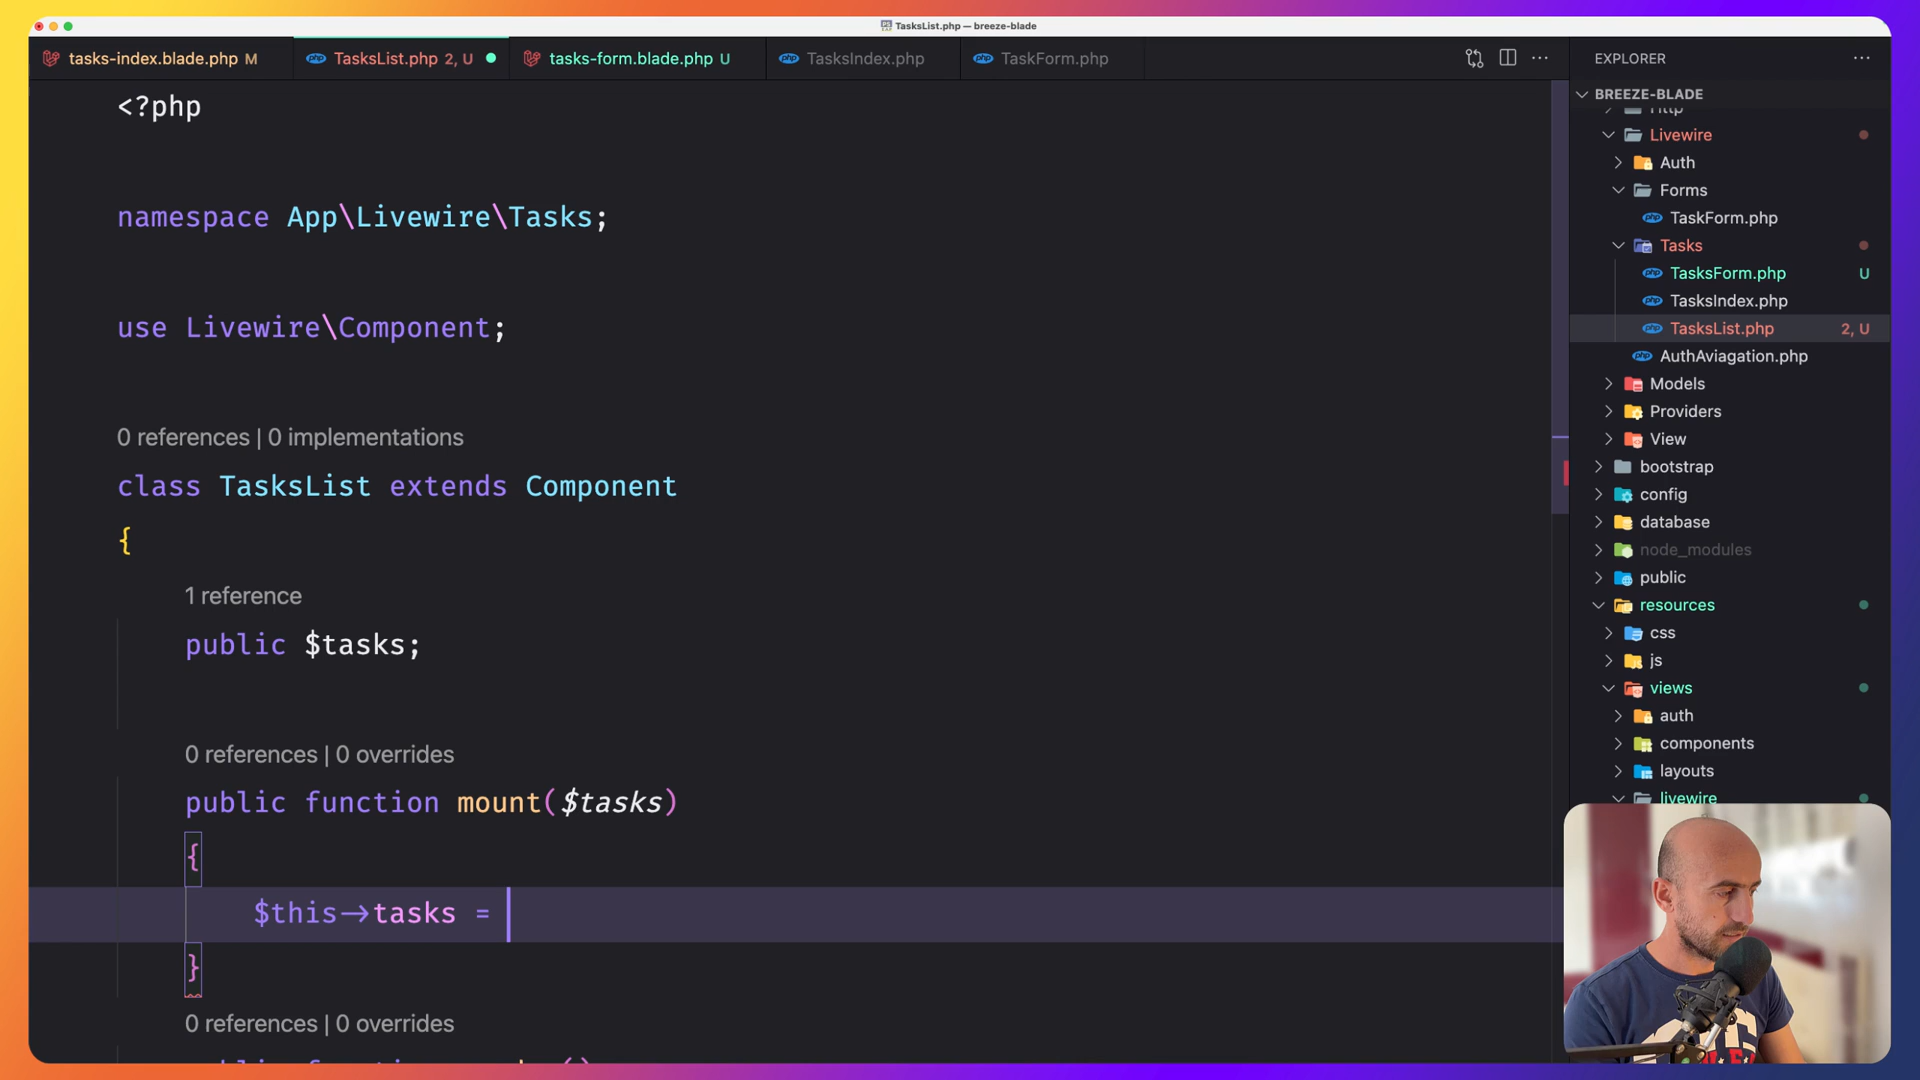 TasksList.php — breeze-blade
tasks-index.blade.php M
TasksList.php 2, U
tasks-form.blade.php U
TasksIndex.php
TaskForm.php
<?php
namespace App\Livewire\Tasks;
use Livewire\Component;
0 references | 0 implementations
class TasksList extends Component
{
1 reference
public $tasks;
0 references | 0 overrides
public function mount($tasks)
{
$this->tasks =
}
0 references | 0 overrides
EXPLORER
BREEZE-BLADE
Http
Livewire
Auth
Forms
TaskForm.php
Tasks
TasksForm.php U
TasksIndex.php
TasksList.php 2, U
AuthAviagation.php
Models
Providers
View
bootstrap
config
database
node_modules
public
resources
css
js
views
auth
components
layouts
livewire